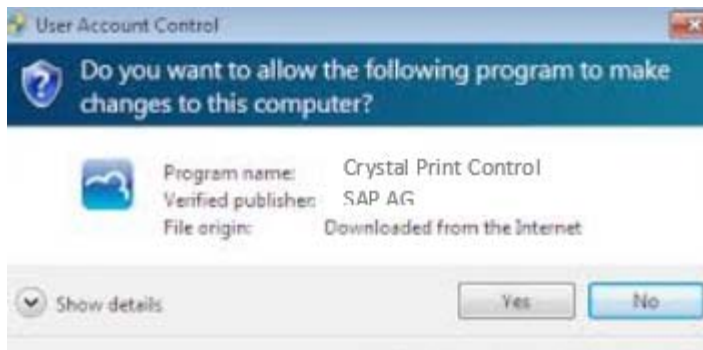 User Account Control
Do you want to allow the following program to make
changes to this computer?
Program name: Crystal Print Control
Verified publisher: SAP AG
File origin: Downloaded from the Internet
Show details Yes No